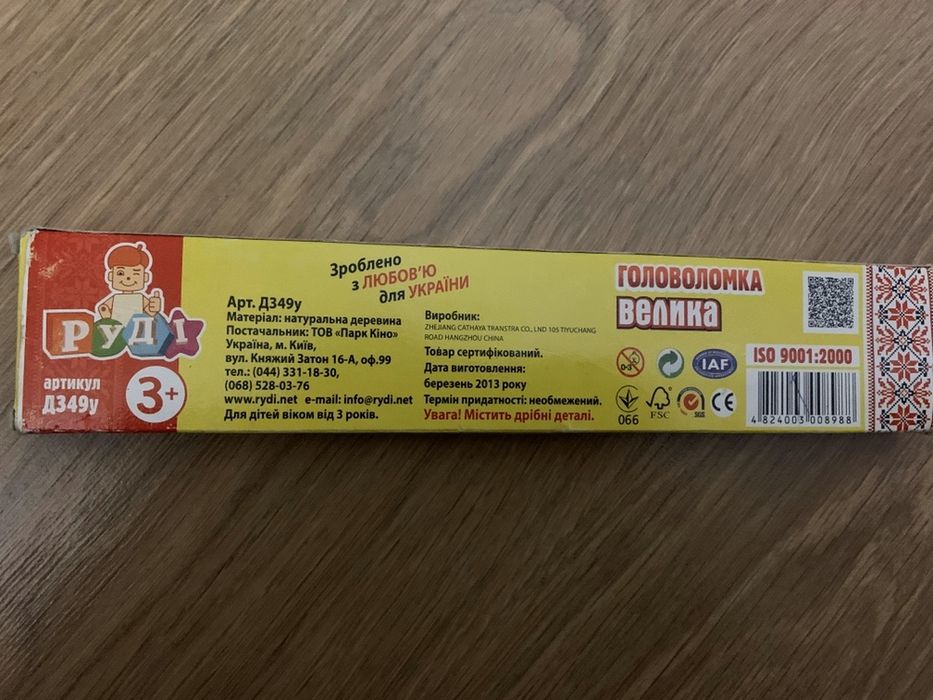 РУДІ
артикул
Д349у
3+
Зроблено
з ЛЮБОВ'Ю
для УКРАЇНИ
Арт. Д349у
Матеріал: натуральна деревина
Постачальник: ТОВ «Парк Кіно»
Україна, м. Київ,
вул. Княжий Затон 16-А, оф.99
тел.: (044) 331-18-30,
(068) 528-03-76
www.rydi.net e-mail: info@rydi.net
Для дітей віком від 3 років.
Виробник:
ZHEJIANG CATHAYA TRANSTRA CO., LND 105 TIYUCHANG
ROAD HANGZHOU CHINA
Товар сертифікований.
Дата виготовлення:
березень 2013 року
Термін придатності: необмежений.
Увага! Містить дрібні деталі.
ГОЛОВОЛОМКА
ВЕЛИКА
0-3
IAF
ISO 9001:2000
066
FSC
SGS
CE
4 824003 008988